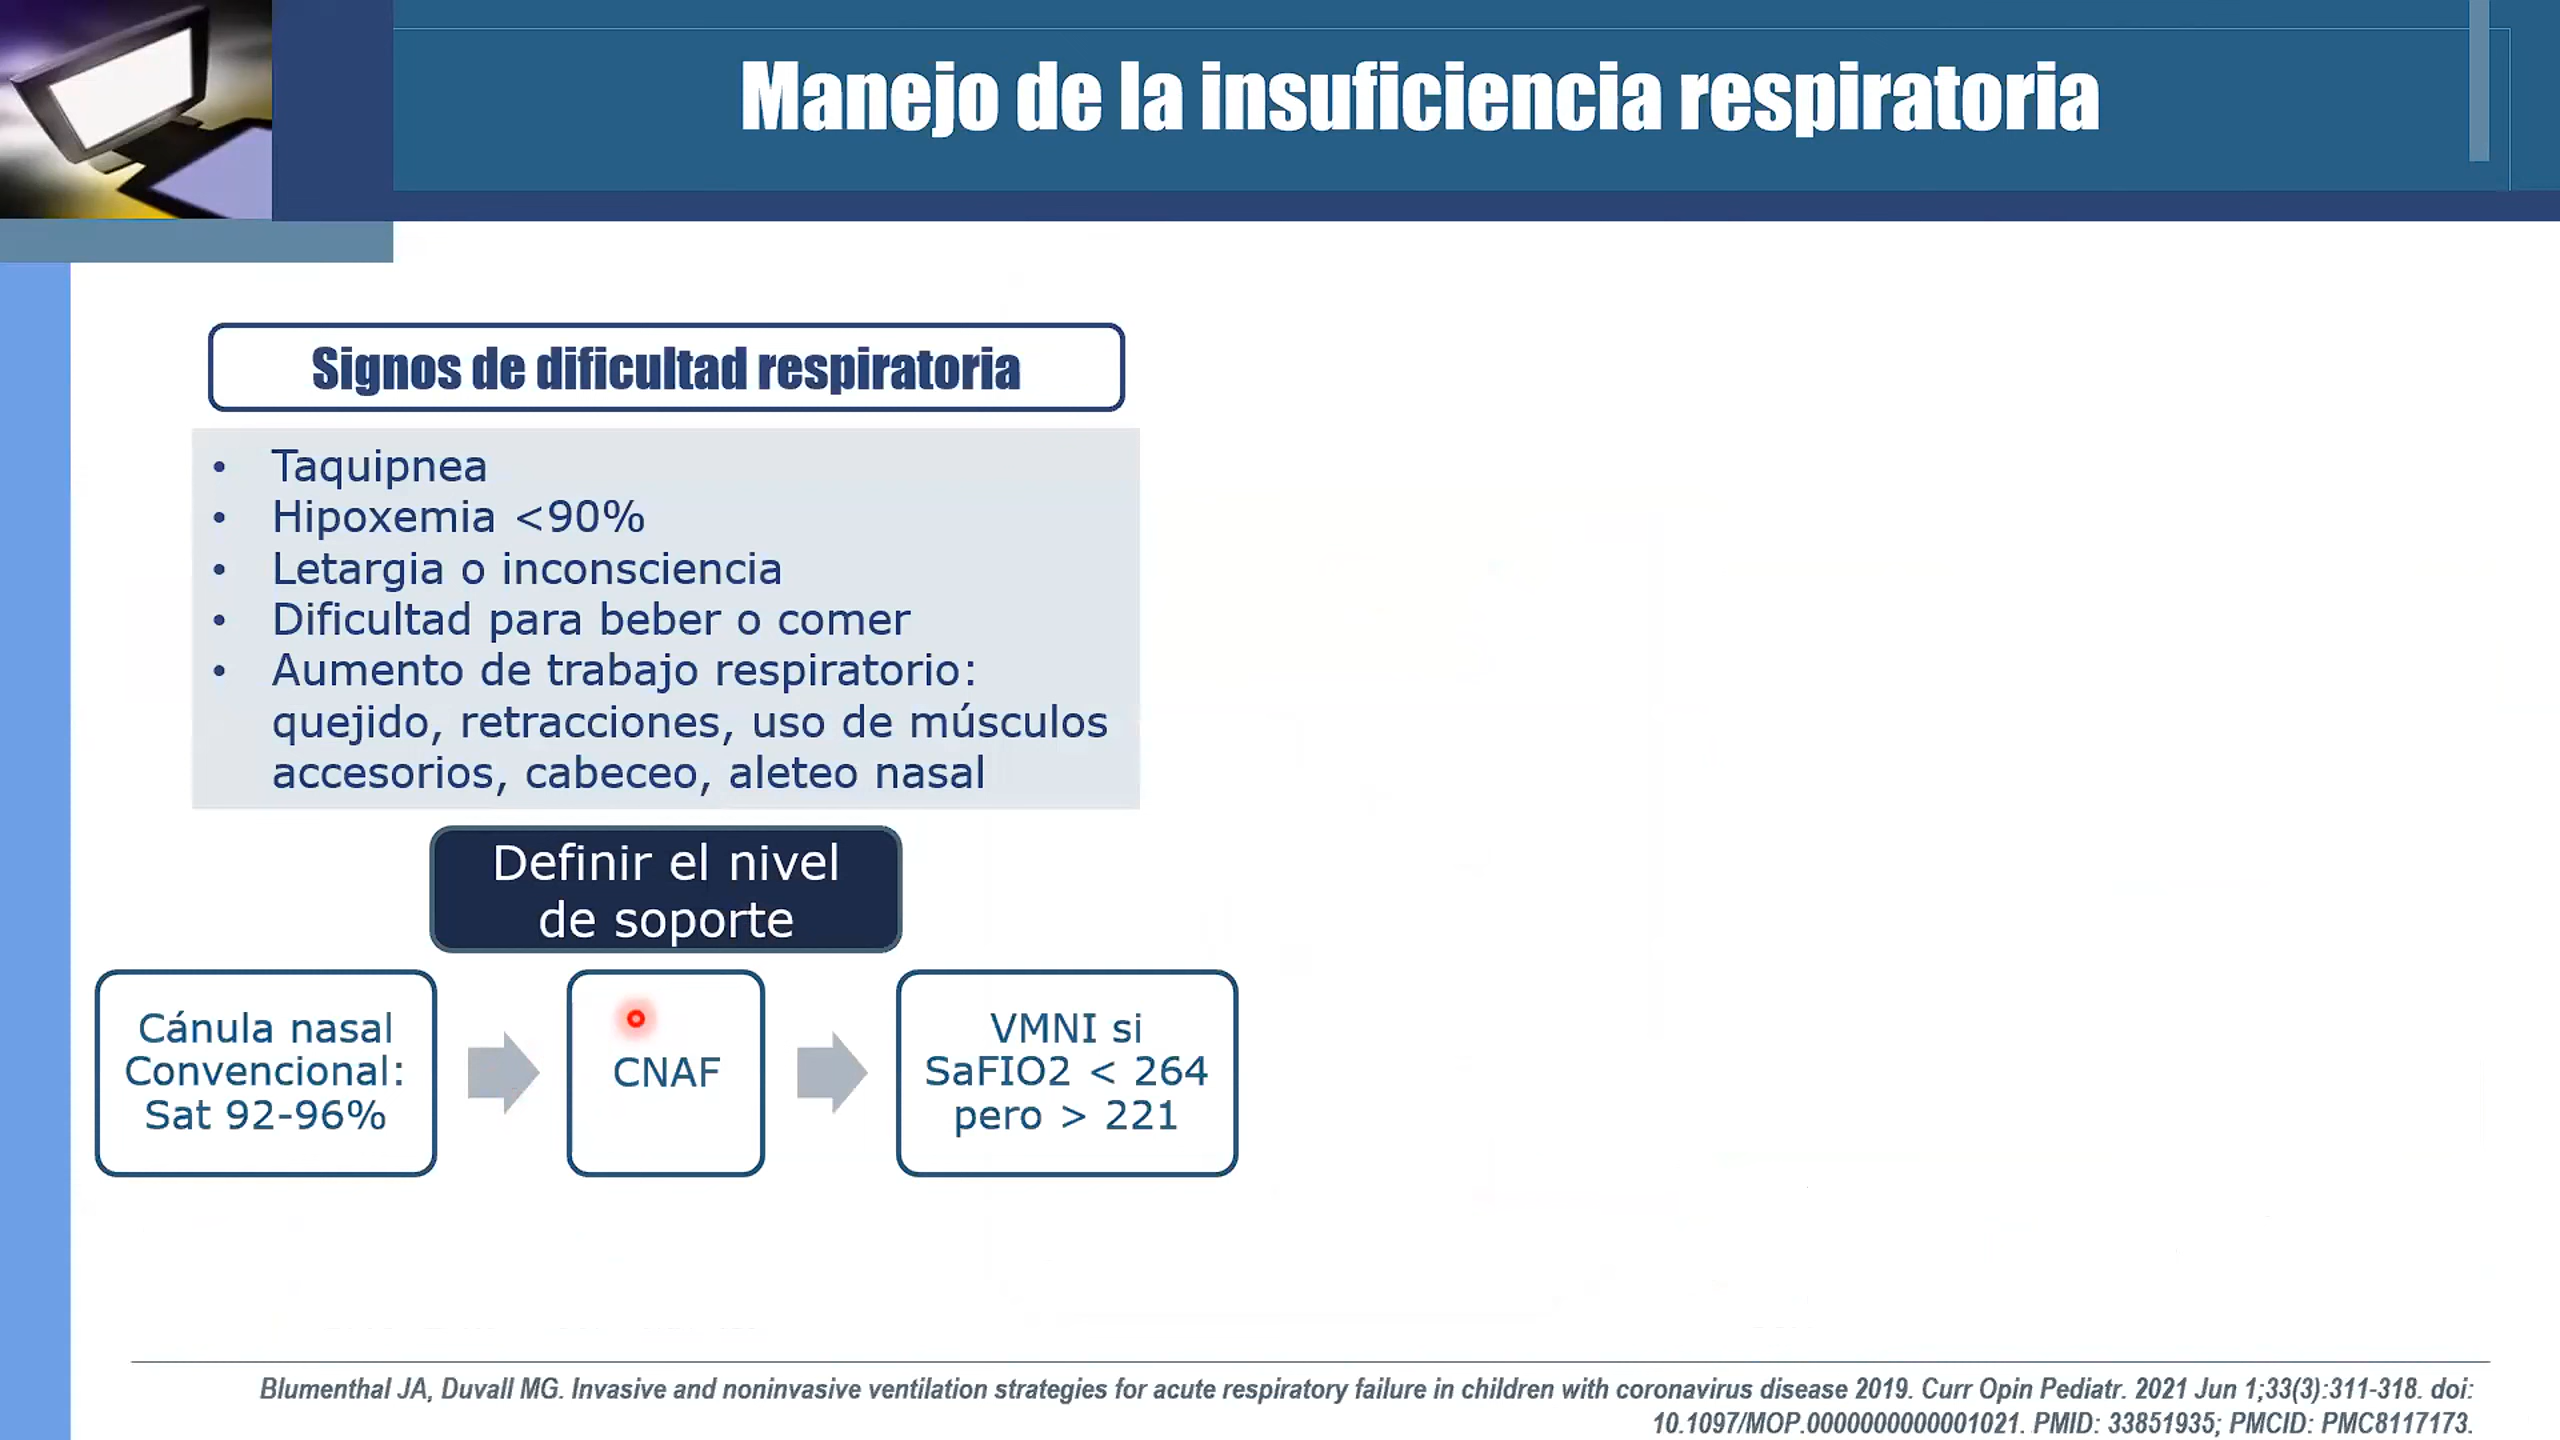 Manejo de la insuficiencia respiratoria
Signos de dificultad respiratoria
• Taquipnea
• Hipoxemia <90%
• Letargia o inconsciencia
• Dificultad para beber o comer
• Aumento de trabajo respiratorio:
quejido, retracciones, uso de músculos
accesorios, cabeceo, aleteo nasal
Definir el nivel
de soporte
Cánula nasal
Convencional:
Sat 92-96%
CNAF
VMNI si
SaFIO2 < 264
pero > 221
Blumenthal JA, Duvall MG. Invasive and noninvasive ventilation strategies for acute respiratory failure in children with coronavirus disease 2019. Curr Opin Pediatr. 2021 Jun 1;33(3):311-318. doi:
10.1097/MOP.0000000000001021. PMID: 33851935; PMCID: PMC8117173.